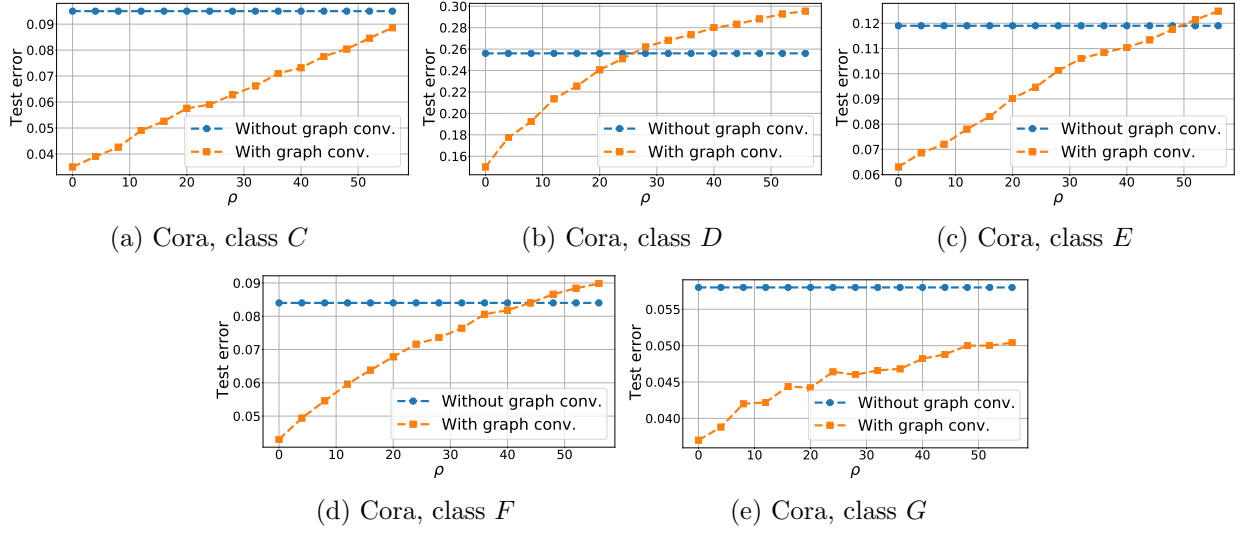 0.09
0.08
0.07
0.06
0.05
0.04
Test error
Without graph conv.
With graph conv.
0 10 20 30 40 50
ρ
(a) Cora, class C
0.30
0.28
0.26
0.24
0.22
0.20
0.18
0.16
Test error
Without graph conv.
With graph conv.
0 10 20 30 40 50
ρ
(b) Cora, class D
0.12
0.11
0.10
0.09
0.08
0.07
0.06
Test error
Without graph conv.
With graph conv.
0 10 20 30 40 50
ρ
(c) Cora, class E
0.09
0.08
0.07
0.06
0.05
Test error
Without graph conv.
With graph conv.
0 10 20 30 40 50
ρ
(d) Cora, class F
0.055
0.050
0.045
0.040
Test error
Without graph conv.
With graph conv.
0 10 20 30 40 50
ρ
(e) Cora, class G